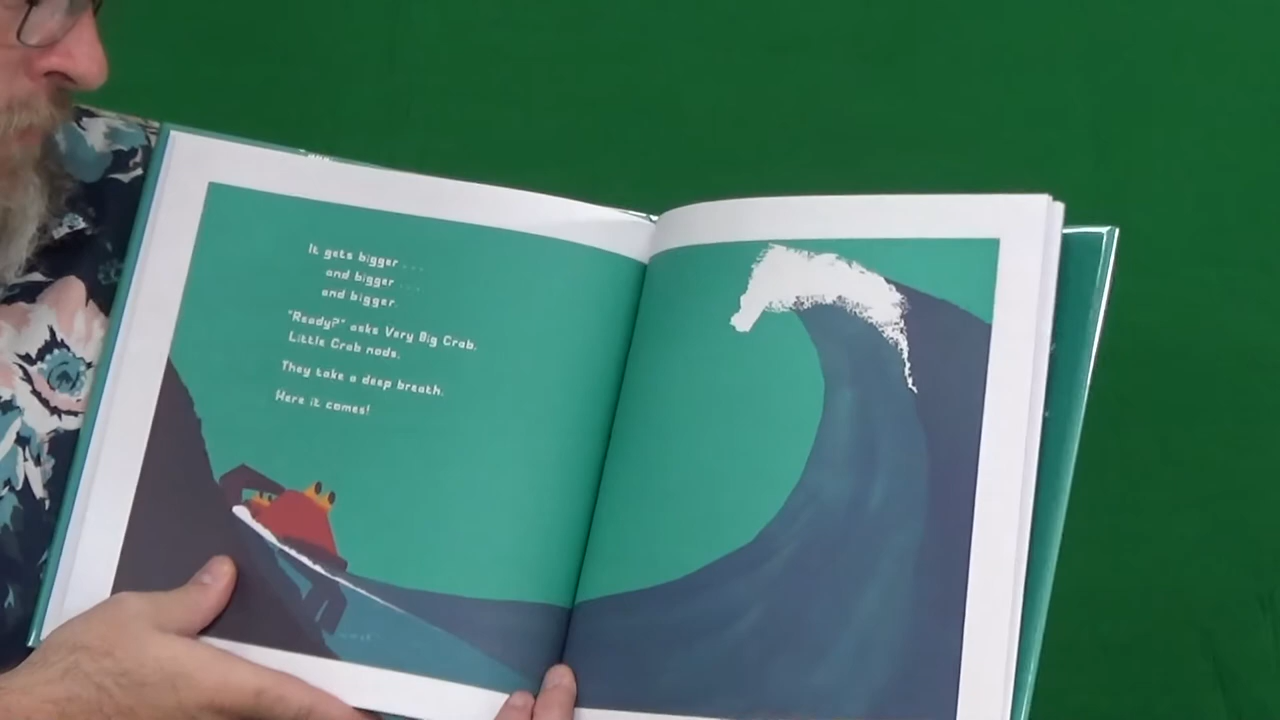 It gets bigger . . .
and bigger . . .
and bigger.
"Ready?" asks Very Big Crab.
Little Crab nods.
They take a deep breath.
Here it comes!